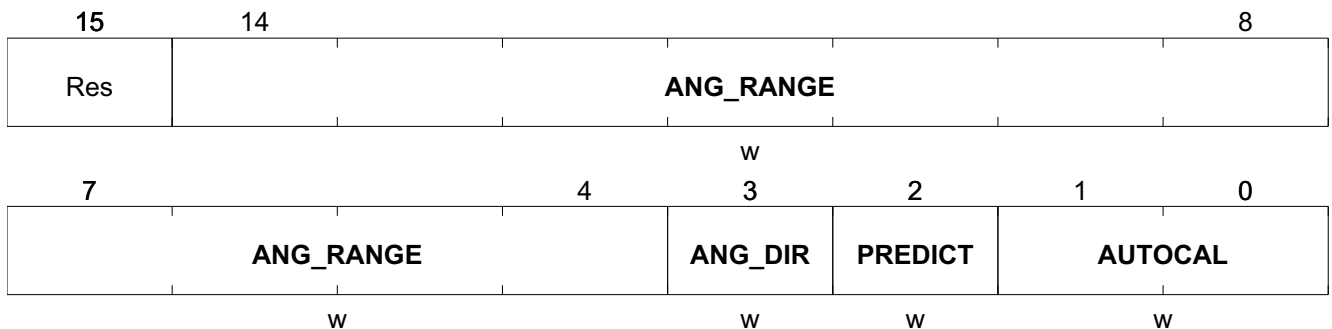 15 14 8
Res ANG_RANGE
w
7 4 3 2 1 0
ANG_RANGE ANG_DIR PREDICT AUTOCAL
w w w w